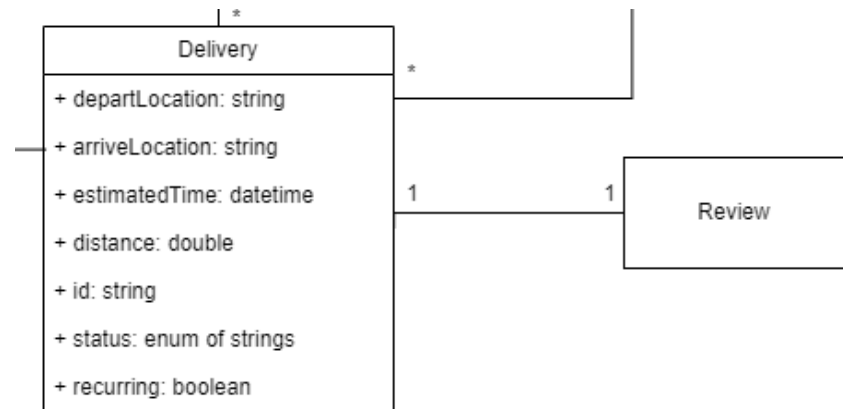 *
Delivery
*
+ departLocation: string
+ arriveLocation: string
+ estimatedTime: datetime
1
1
Review
+ distance: double
+ id: string
+ status: enum of strings
+ recurring: boolean